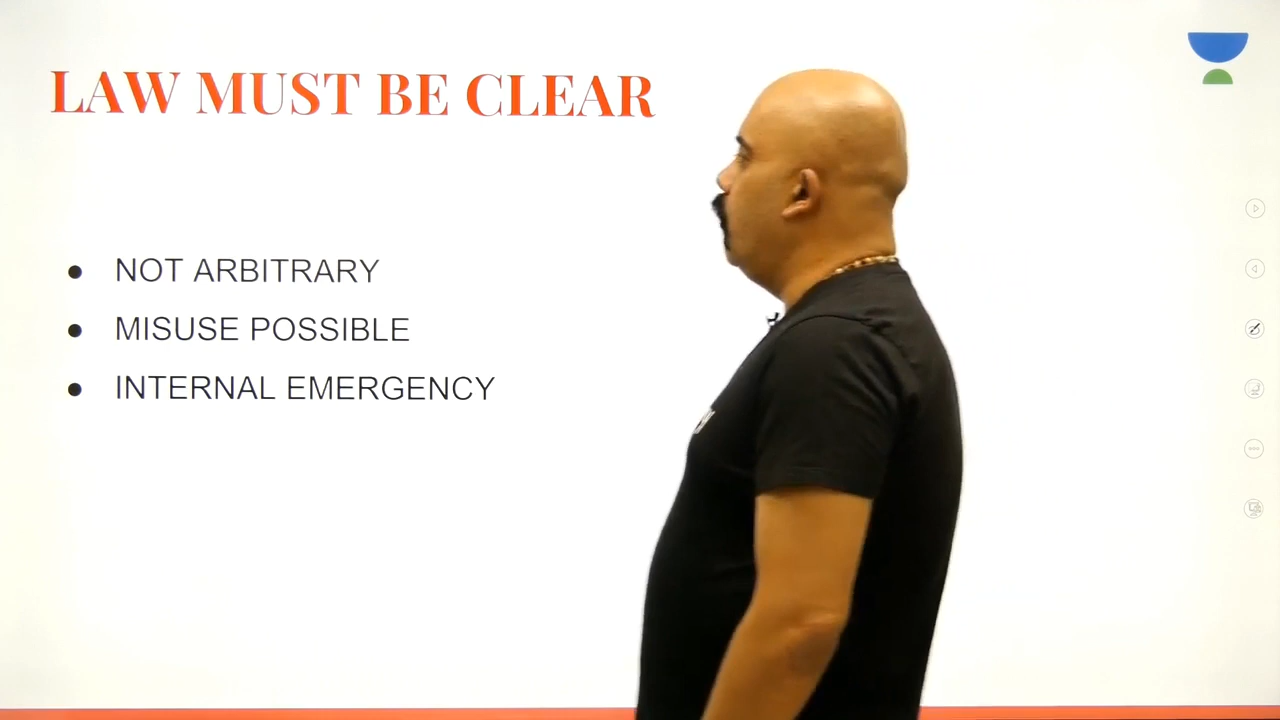 LAW MUST BE CLEAR
● NOT ARBITRARY
● MISUSE POSSIBLE
● INTERNAL EMERGENCY